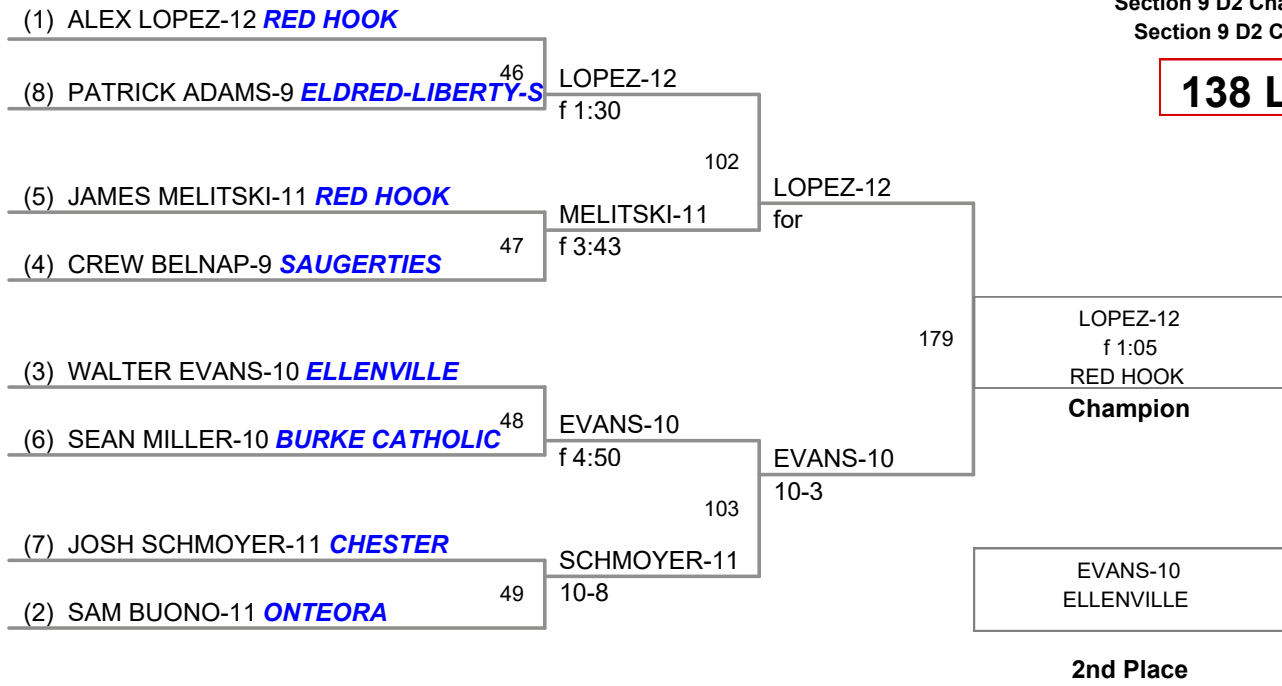 Section 9 D2 Cha
Section 9 D2 C
138 L
(1) ALEX LOPEZ-12 RED HOOK
46
(8) PATRICK ADAMS-9 ELDRED-LIBERTY-S
LOPEZ-12
f 1:30
102
(5) JAMES MELITSKI-11 RED HOOK
47
(4) CREW BELNAP-9 SAUGERTIES
MELITSKI-11
f 3:43
LOPEZ-12
for
179
(3) WALTER EVANS-10 ELLENVILLE
48
(6) SEAN MILLER-10 BURKE CATHOLIC
EVANS-10
f 4:50
103
(7) JOSH SCHMOYER-11 CHESTER
49
(2) SAM BUONO-11 ONTEORA
SCHMOYER-11
10-8
EVANS-10
10-3
LOPEZ-12
f 1:05
RED HOOK
Champion
EVANS-10
ELLENVILLE
2nd Place